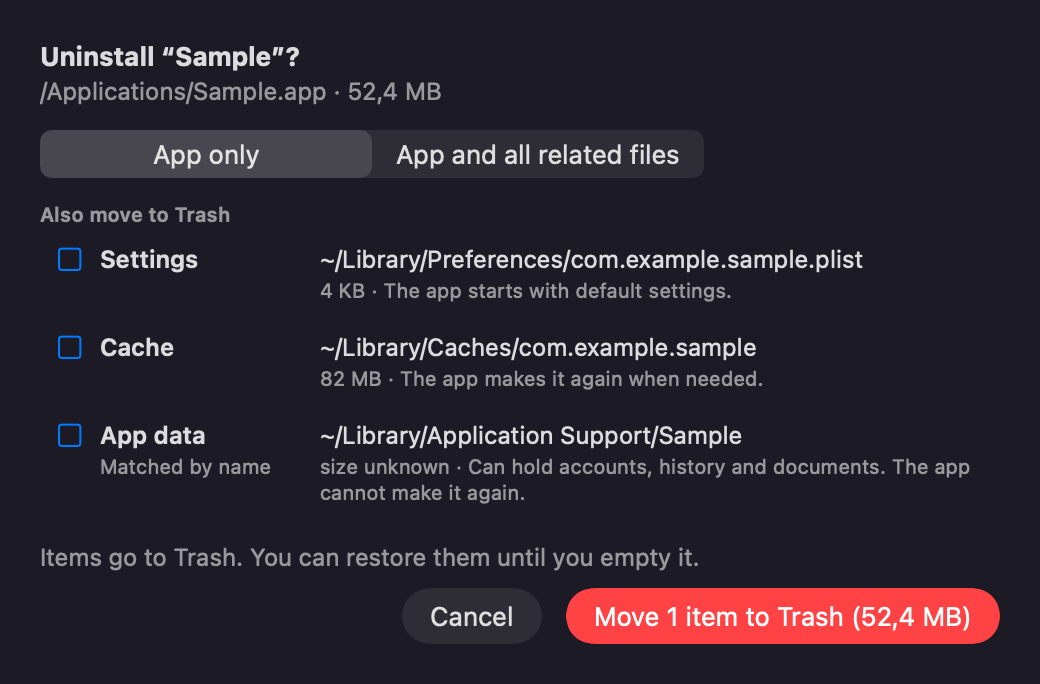 Uninstall “Sample”?
/Applications/Sample.app · 52,4 MB
App only
App and all related files
Also move to Trash
Settings
~/Library/Preferences/com.example.sample.plist
4 KB · The app starts with default settings.
Cache
~/Library/Caches/com.example.sample
82 MB · The app makes it again when needed.
App data
~/Library/Application Support/Sample
Matched by name
size unknown · Can hold accounts, history and documents. The app
cannot make it again.
Items go to Trash. You can restore them until you empty it.
Cancel
Move 1 item to Trash (52,4 MB)